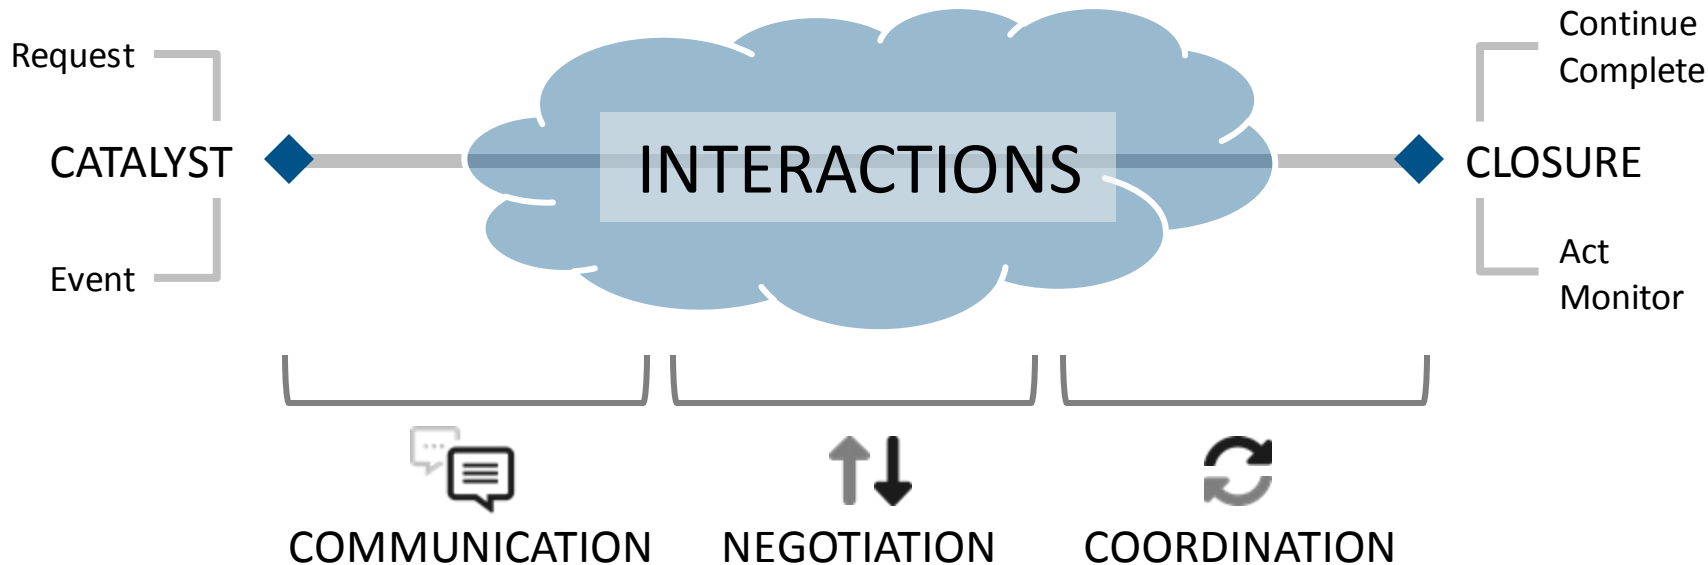 Request
CATALYST
Event
INTERACTIONS
Continue
Complete
CLOSURE
Act
Monitor
COMMUNICATION
NEGOTIATION
COORDINATION